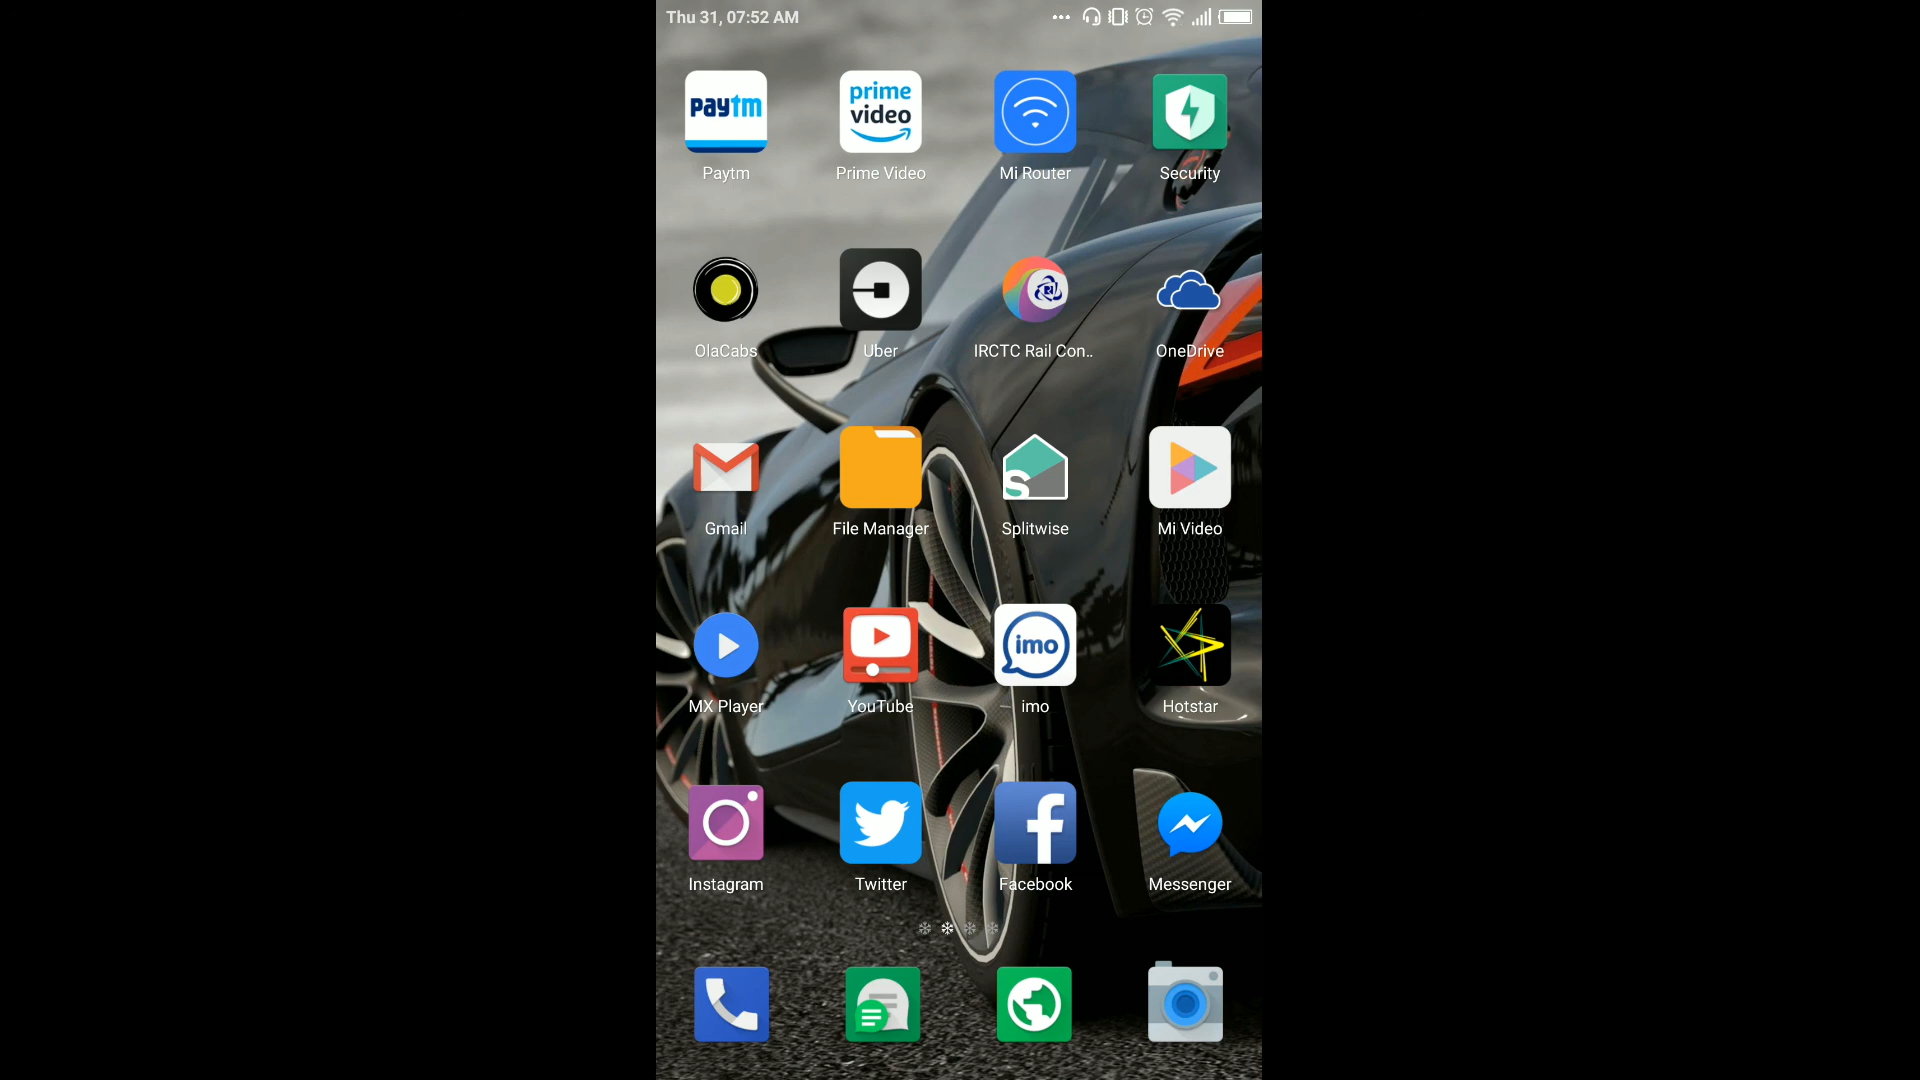 Thu 31, 07:52 AM
paytm
prime
video
Paytm
Prime Video
Mi Router
Security
OlaCabs
Uber
IRCTC Rail Con..
OneDrive
S
Gmail
File Manager
Splitwise
Mi Video
imo
MX Player
YouTube
imo
Hotstar
f
Instagram
Twitter
Facebook
Messenger